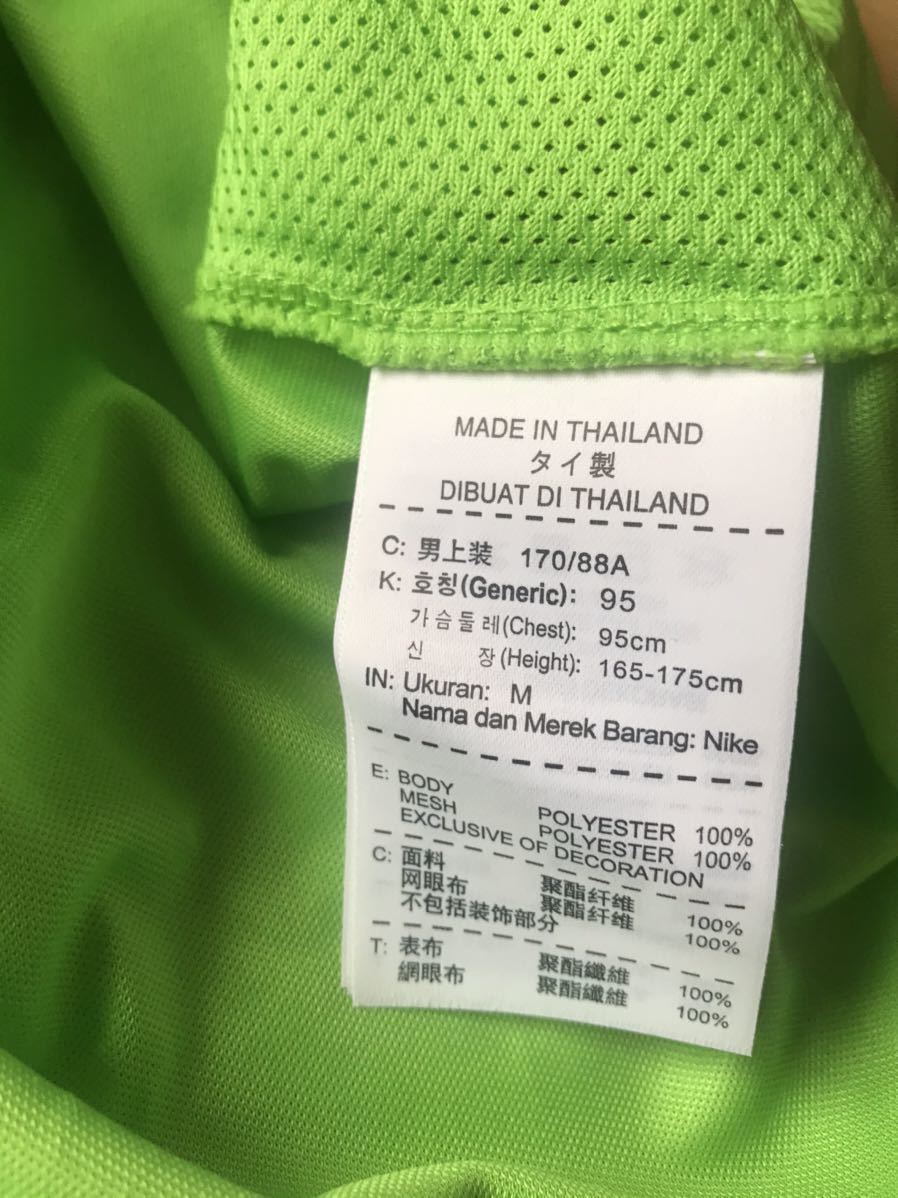 MADE IN THAILAND
タイ製
DIBUAT DI THAILAND
C: 男上装 170/88A
K: 호칭(Generic): 95
가슴둘레(Chest): 95cm
신 장(Height): 165-175cm
IN: Ukuran: M
Nama dan Merek Barang: Nike
E: BODY POLYESTER 100%
MESH POLYESTER 100%
EXCLUSIVE OF DECORATION
C: 面料 聚酯纤维 100%
网眼布 聚酯纤维 100%
不包括装饰部分
T: 表布 聚酯纖維 100%
網眼布 聚酯纖維 100%